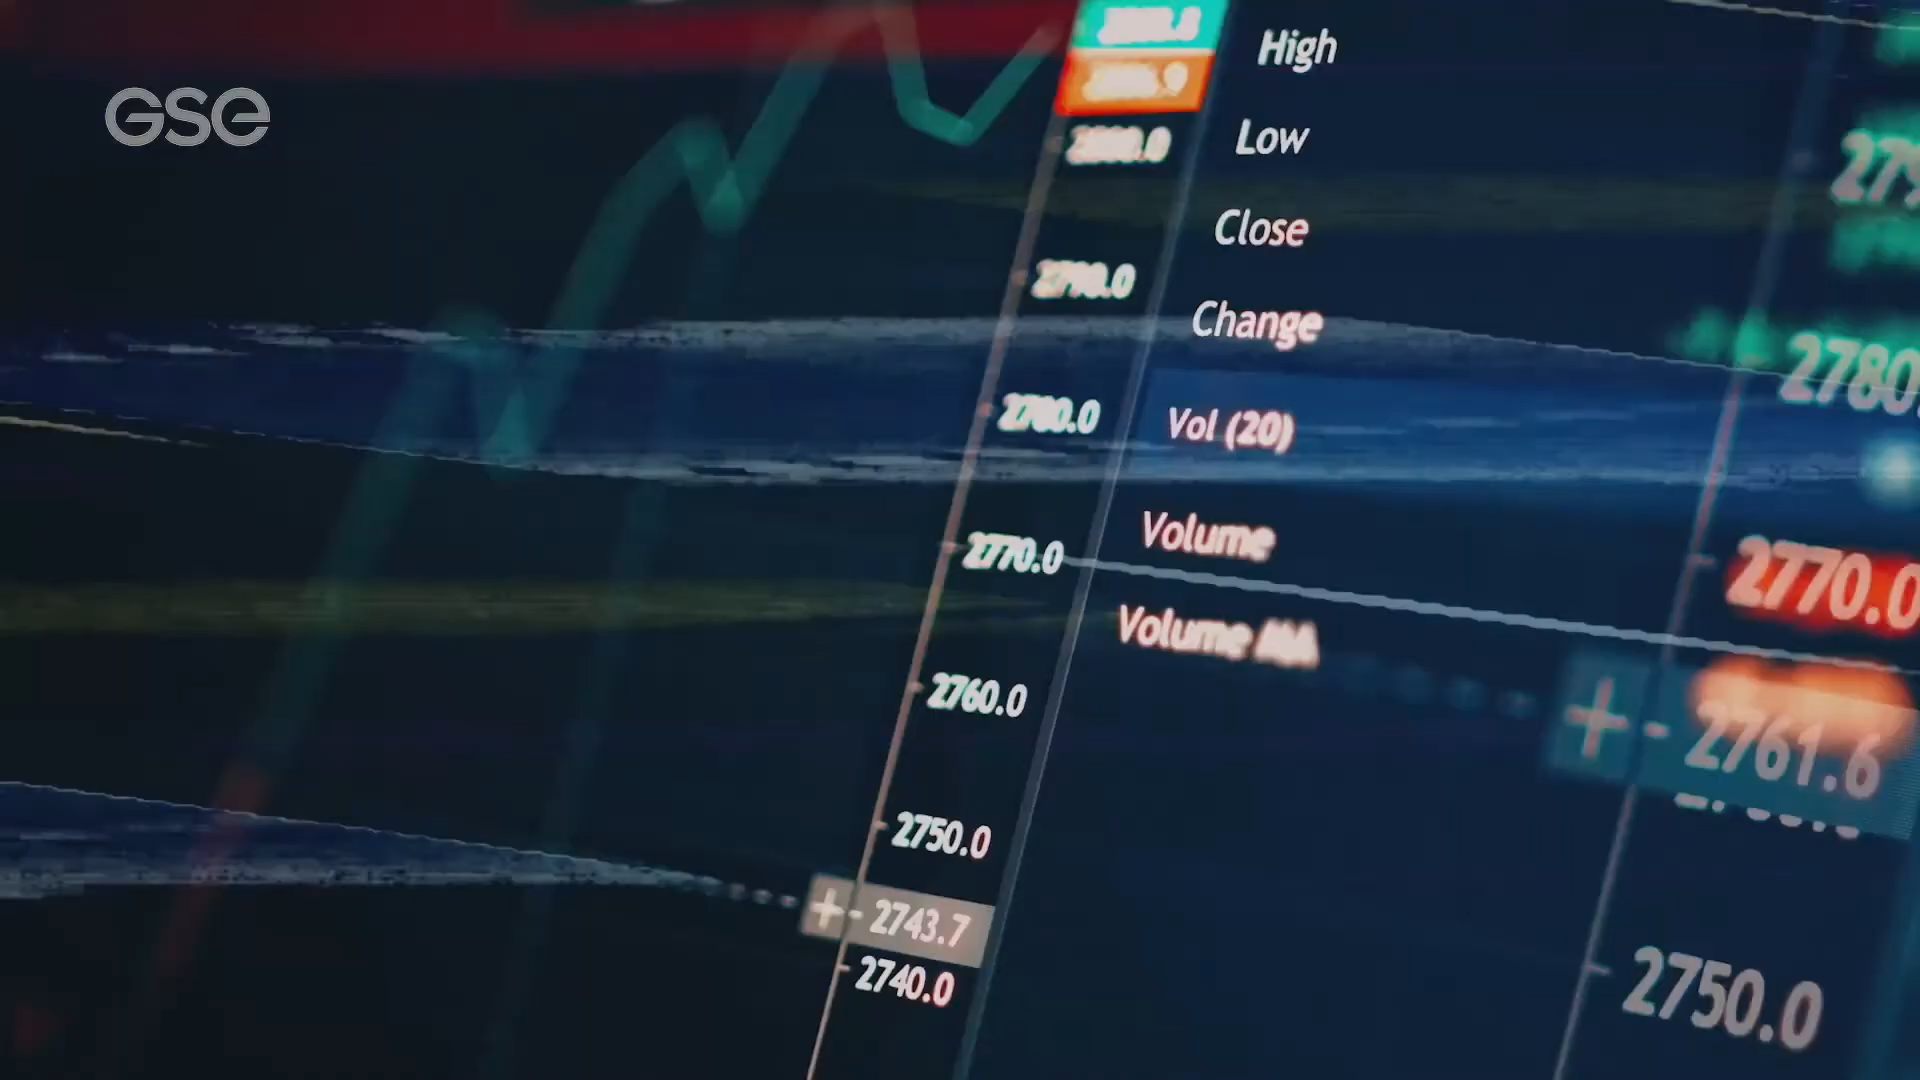 GSe
High
Low
Close
Change
Vol (20)
Volume
Volume MA
2790.0
2780.0
2770.0
2760.0
2750.0
2743.7
2740.0
2780.
2770.0
2761.6
2750.0